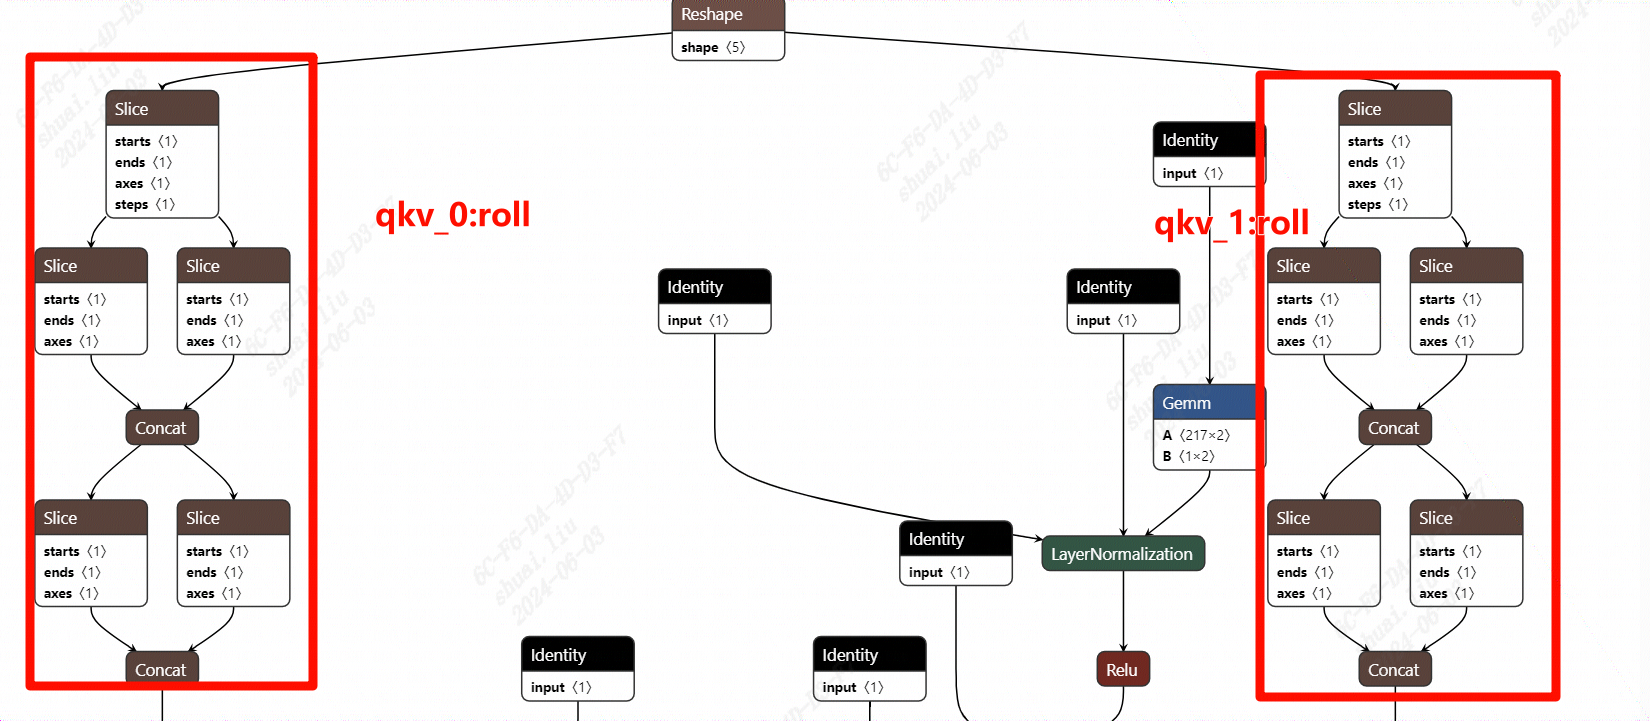 Reshape
shape 〈5〉
Slice
starts 〈1〉
ends 〈1〉
axes 〈1〉
steps 〈1〉
qkv_0:roll
Slice
starts 〈1〉
ends 〈1〉
axes 〈1〉
Slice
starts 〈1〉
ends 〈1〉
axes 〈1〉
Concat
Slice
starts 〈1〉
ends 〈1〉
axes 〈1〉
Slice
starts 〈1〉
ends 〈1〉
axes 〈1〉
Concat
Identity
input 〈1〉
Identity
input 〈1〉
Identity
input 〈1〉
Gemm
A 〈217×2〉
B 〈1×2〉
Identity
input 〈1〉
LayerNormalization
Identity
input 〈1〉
Identity
input 〈1〉
Relu
qkv_1:roll
Slice
starts 〈1〉
ends 〈1〉
axes 〈1〉
steps 〈1〉
Slice
starts 〈1〉
ends 〈1〉
axes 〈1〉
Slice
starts 〈1〉
ends 〈1〉
axes 〈1〉
Concat
Slice
starts 〈1〉
ends 〈1〉
axes 〈1〉
Slice
starts 〈1〉
ends 〈1〉
axes 〈1〉
Concat
6C-F6-DA-4D-D3-F7
shuai.liu
2024-06-03